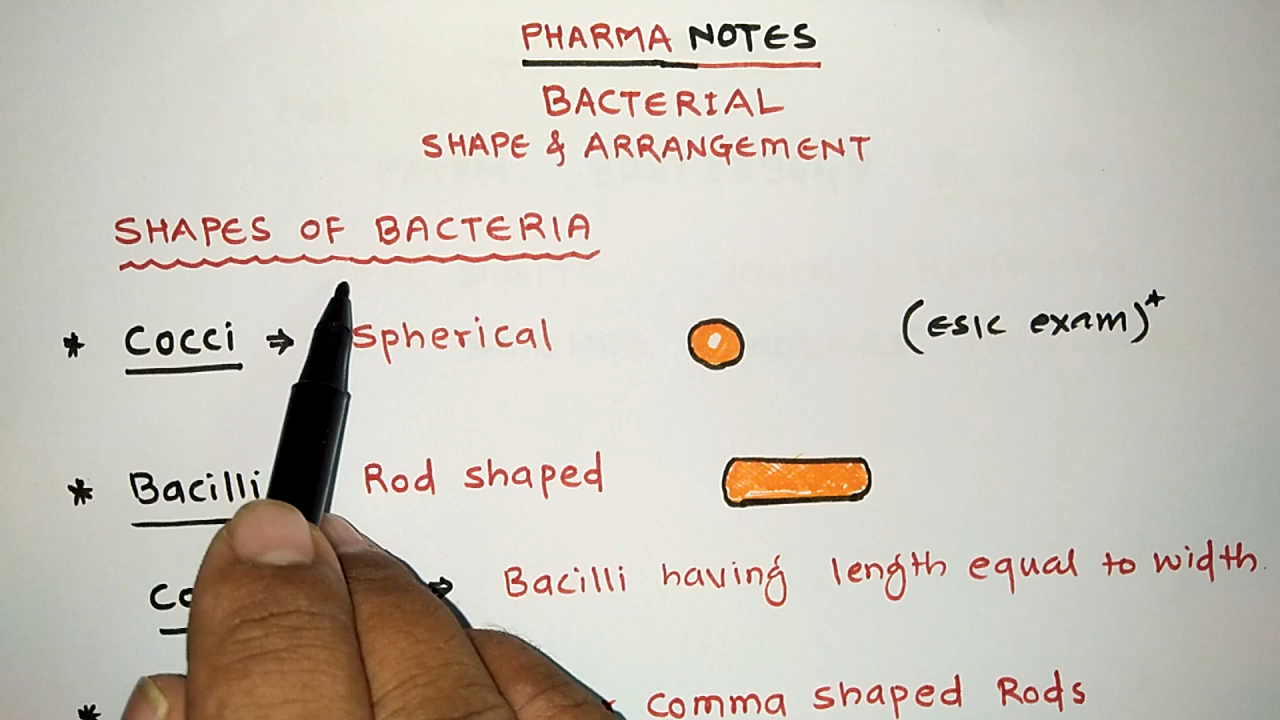 PHARMA NOTES
BACTERIAL
SHAPE & ARRANGEMENT
SHAPES OF BACTERIA
* Cocci ⇒ Spherical (ESIC exam)*
* Bacilli Rod shaped
⇒ Bacilli having length equal to width.
* comma shaped Rods